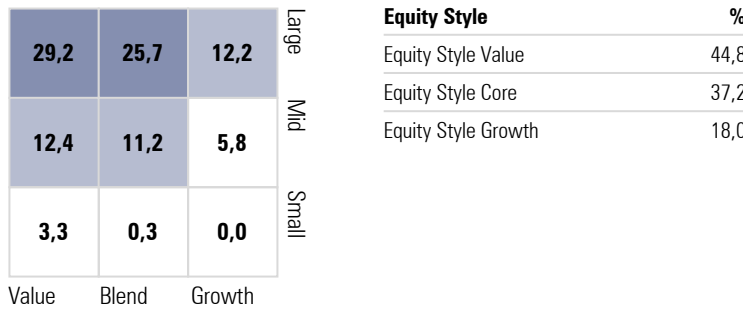 29,2 25,7 12,2 Large
12,4 11,2 5,8 Mid
3,3 0,3 0,0 Small
Value Blend Growth
Equity Style %
Equity Style Value 44,8
Equity Style Core 37,2
Equity Style Growth 18,0